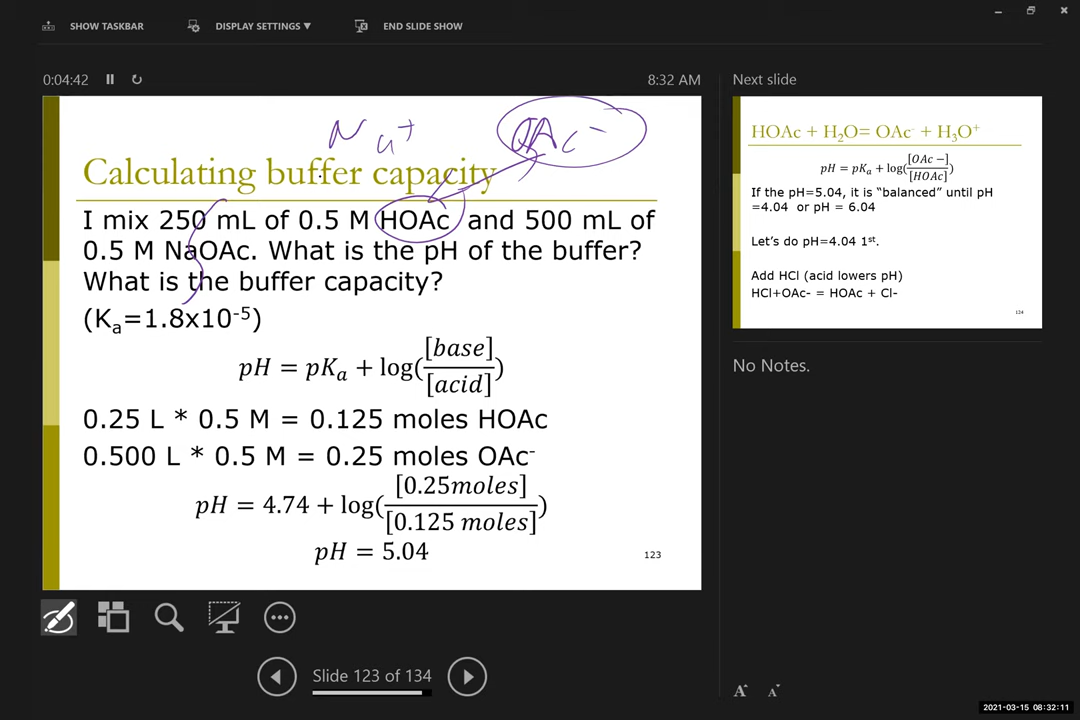 SHOW TASKBAR DISPLAY SETTINGS ▼ END SLIDE SHOW
0:04:42 8:32 AM
Na+ OAc-
Calculating buffer capacity
I mix 250 mL of 0.5 M HOAc and 500 mL of
0.5 M NaOAc. What is the pH of the buffer?
What is the buffer capacity?
(Kₐ=1.8x10⁻⁵)
pH = pKₐ + log([base]/[acid])
0.25 L * 0.5 M = 0.125 moles HOAc
0.500 L * 0.5 M = 0.25 moles OAc⁻
pH = 4.74 + log([0.25moles]/[0.125 moles])
pH = 5.04
123
Slide 123 of 134
Next slide
HOAc + H₂O= OAc⁻ + H₃O⁺
pH = pKₐ + log([OAc −]/[HOAc])
If the pH=5.04, it is “balanced” until pH
=4.04 or pH = 6.04
Let’s do pH=4.04 1ˢᵗ.
Add HCl (acid lowers pH)
HCl+OAc- = HOAc + Cl-
124
No Notes.
A A
2021-03-15 08:32:11